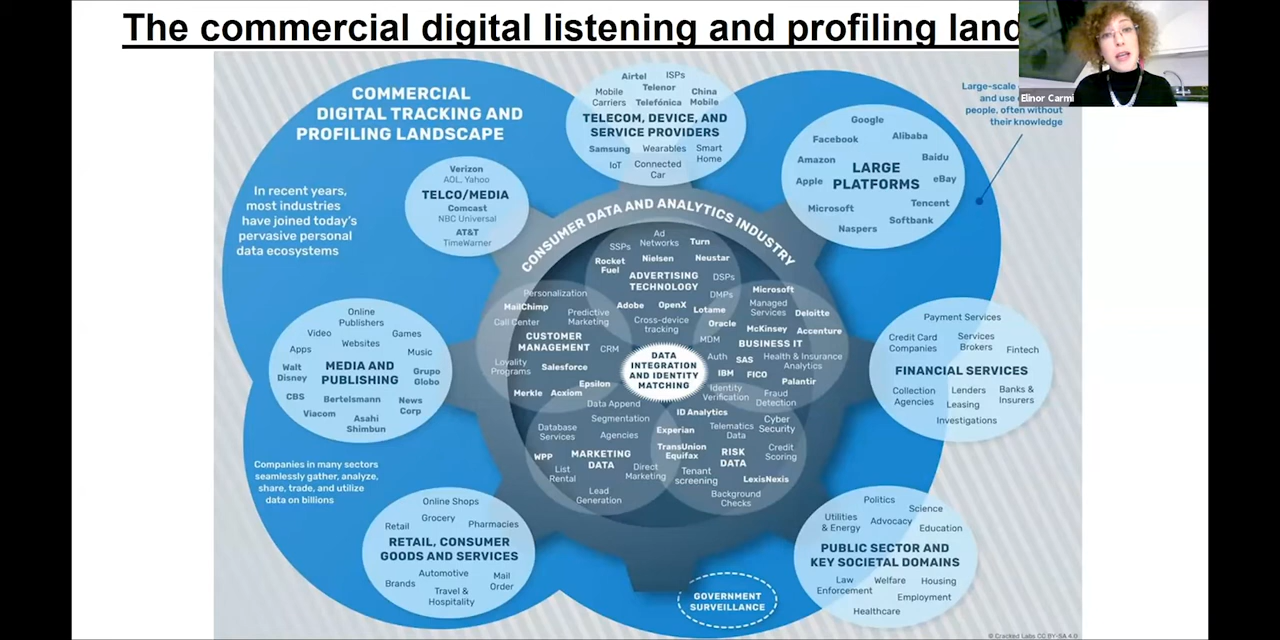 The commercial digital listening and profiling land
Elinor Carmi
COMMERCIAL
DIGITAL TRACKING AND
PROFILING LANDSCAPE
In recent years,
most industries
have joined today's
pervasive personal
data ecosystems
Large-scale
and use
people, often without
their knowledge
Airtel ISPs
Mobile Carriers Telenor China Mobile
Telefónica
TELECOM, DEVICE, AND
SERVICE PROVIDERS
Samsung Wearables Smart Home
IoT Connected Car
Verizon
AOL, Yahoo
TELCO/MEDIA
Comcast
NBC Universal
AT&T
TimeWarner
Google
Facebook Alibaba
Amazon Baidu
LARGE
PLATFORMS
Apple eBay
Microsoft Tencent
Softbank
Naspers
CONSUMER DATA AND ANALYTICS INDUSTRY
Ad Networks
SSPs Turn
Rocket Fuel Nielsen Neustar
ADVERTISING
TECHNOLOGY
DSPs
DMPs
Adobe OpenX Lotame
Cross-device tracking
Oracle
Personalization
MailChimp
Call Center Predictive Marketing
CUSTOMER
MANAGEMENT
CRM
Loyalty Programs Salesforce
Epsilon
Merkle Acxiom
Microsoft
Managed Services Deloitte
McKinsey Accenture
MDM
BUSINESS IT
Auth SAS Health & Insurance Analytics
IBM FICO Palantir
Identity Verification Fraud Detection
DATA
INTEGRATION
AND IDENTITY
MATCHING
Data Append
Segmentation
Database Services Agencies
WPP
MARKETING
DATA
List Rental Direct Marketing
Lead Generation
ID Analytics
Experian Telematics Data Cyber Security
TransUnion
Equifax
RISK
DATA
Credit Scoring
Tenant screening LexisNexis
Background Checks
Online Publishers
Video Games
Websites
Apps Music
Walt Disney
MEDIA AND
PUBLISHING
Grupo Globo
CBS Bertelsmann News Corp
Viacom Asahi Shimbun
Payment Services
Credit Card Companies Services Brokers Fintech
FINANCIAL SERVICES
Collection Agencies Lenders Banks & Insurers
Leasing
Investigations
Companies in many sectors
seamlessly gather, analyze,
share, trade, and utilize
data on billions
Online Shops
Retail Grocery Pharmacies
RETAIL, CONSUMER
GOODS AND SERVICES
Automotive
Brands Mail Order
Travel & Hospitality
Politics
Science
Utilities & Energy Advocacy Education
PUBLIC SECTOR AND
KEY SOCIETAL DOMAINS
Law Enforcement Welfare Housing
Employment
Healthcare
GOVERNMENT
SURVEILLANCE
© Cracked Labs CC BY-SA 4.0